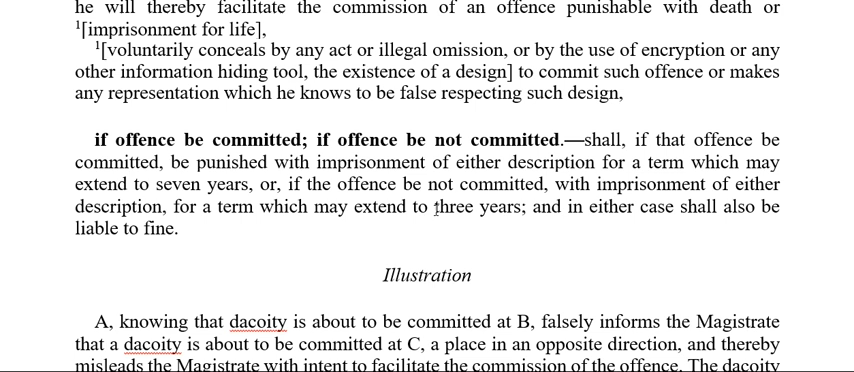 he will thereby facilitate the commission of an offence punishable with death or
1[imprisonment for life],
1[voluntarily conceals by any act or illegal omission, or by the use of encryption or any
other information hiding tool, the existence of a design] to commit such offence or makes
any representation which he knows to be false respecting such design,
if offence be committed; if offence be not committed.—shall, if that offence be
committed, be punished with imprisonment of either description for a term which may
extend to seven years, or, if the offence be not committed, with imprisonment of either
description, for a term which may extend to three years; and in either case shall also be
liable to fine.
Illustration
A, knowing that dacoity is about to be committed at B, falsely informs the Magistrate
that a dacoity is about to be committed at C, a place in an opposite direction, and thereby
misleads the Magistrate with intent to facilitate the commission of the offence. The dacoity